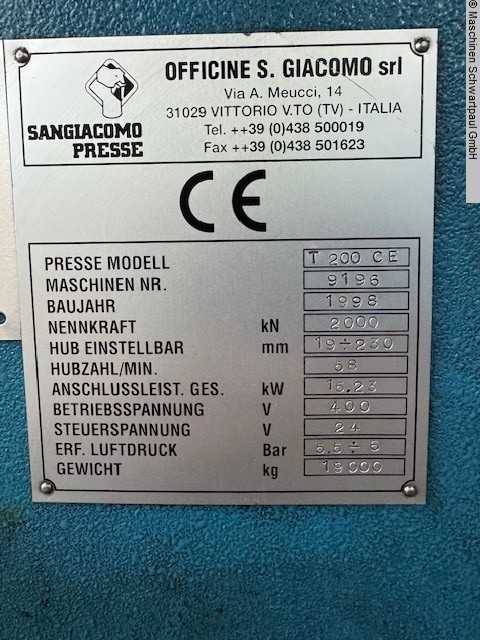 OFFICINE S. GIACOMO srl
Via A. Meucci, 14
31029 VITTORIO V.TO (TV) - ITALIA
Tel. ++39 (0)438 500019
Fax ++39 (0)438 501623
SANGIACOMO
PRESSE
CE
PRESSE MODELL T 200 CE
MASCHINEN NR. 9196
BAUJAHR 1998
NENNKRAFT kN 2000
HUB EINSTELLBAR mm 19÷230
HUBZAHL/MIN. 58
ANSCHLUSSLEIST. GES. kW 15.23
BETRIEBSSPANNUNG V 400
STEUERSPANNUNG V 24
ERF. LUFTDRUCK Bar 5.5÷6
GEWICHT kg 19000
© Maschinen Schwartpaul GmbH